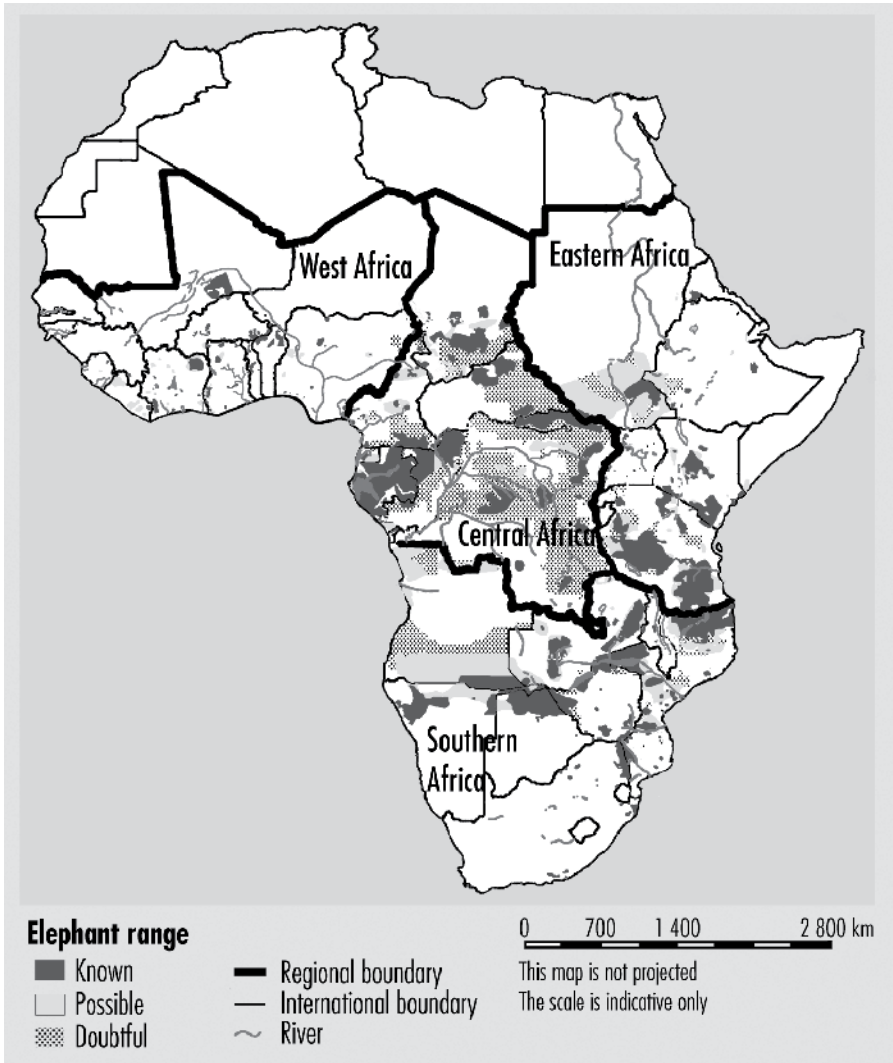 West Africa
Eastern Africa
Central Africa
Southern
Africa
Elephant range
Known
Possible
Doubtful
Regional boundary
International boundary
River
0 700 1 400 2 800 km
This map is not projected
The scale is indicative only